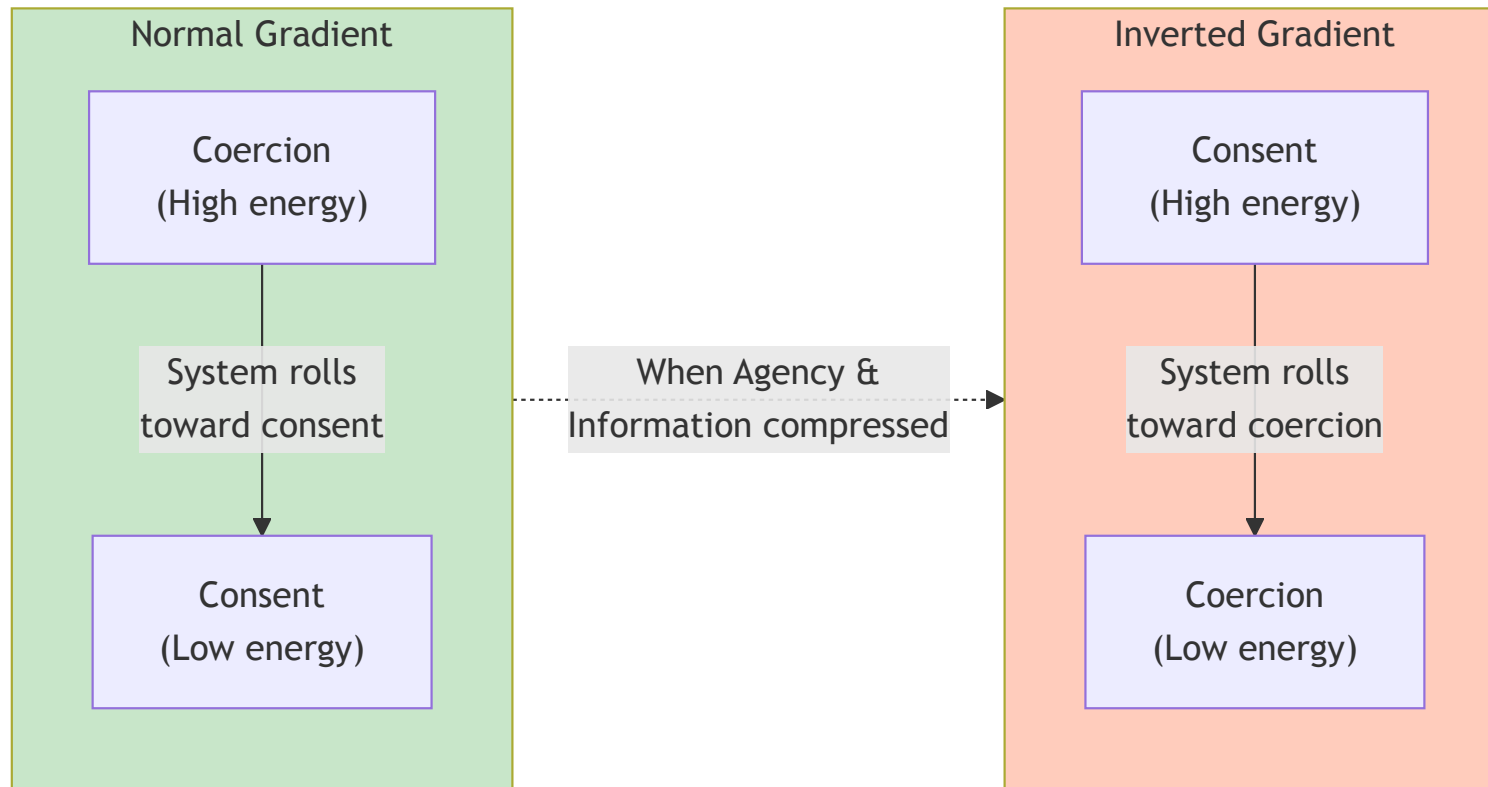 Normal Gradient
Coercion
(High energy)
System rolls
toward consent
Consent
(Low energy)
When Agency &
Information compressed
Inverted Gradient
Consent
(High energy)
System rolls
toward coercion
Coercion
(Low energy)